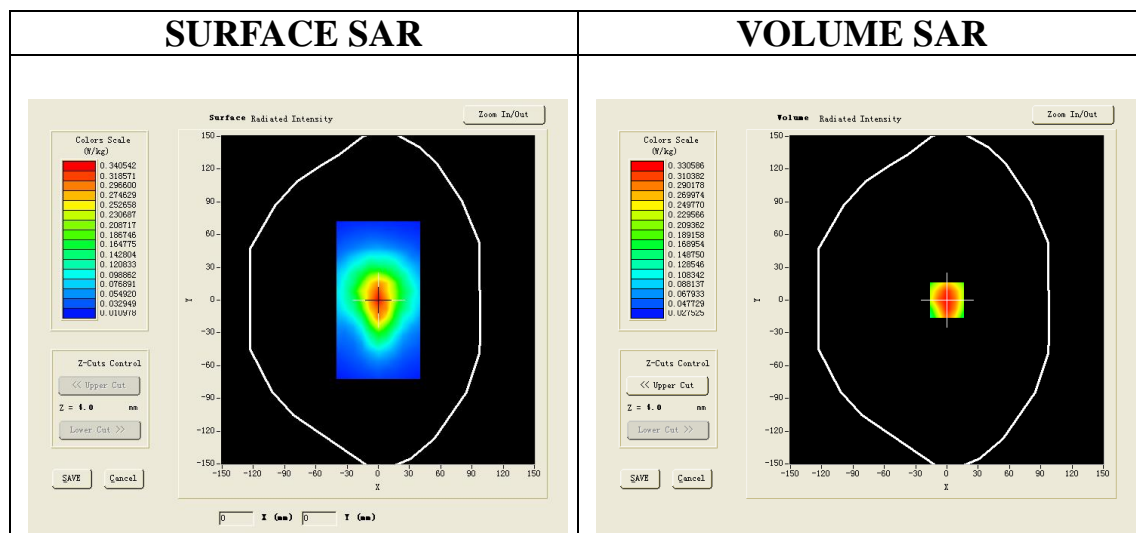 SURFACE SAR
VOLUME SAR
Surface Radiated Intensity
Zoom In/Out
Colors Scale
(W/kg)
0.340542
0.318571
0.296600
0.274629
0.252658
0.230687
0.208717
0.186746
0.164775
0.142804
0.120833
0.098862
0.076891
0.054920
0.032949
0.010978
150
120
90
60
30
0
-30
-60
-90
-120
-150
Y
-150 -120 -90 -60 -30 0 30 60 90 120 150
X
Z-Cuts Control
<< Upper Cut
Z = 4.0 mm
Lower Cut >>
SAVE
Cancel
0 X (mm) 0 Y (mm)
Volume Radiated Intensity
Zoom In/Out
Colors Scale
(W/kg)
0.330586
0.310382
0.290178
0.269974
0.249770
0.229566
0.209362
0.189158
0.168954
0.148750
0.128546
0.108342
0.088137
0.067933
0.047729
0.027525
150
120
90
60
30
0
-30
-60
-90
-120
-150
Y
-150 -120 -90 -60 -30 0 30 60 90 120 150
X
Z-Cuts Control
<< Upper Cut
Z = 4.0 mm
Lower Cut >>
SAVE
Cancel